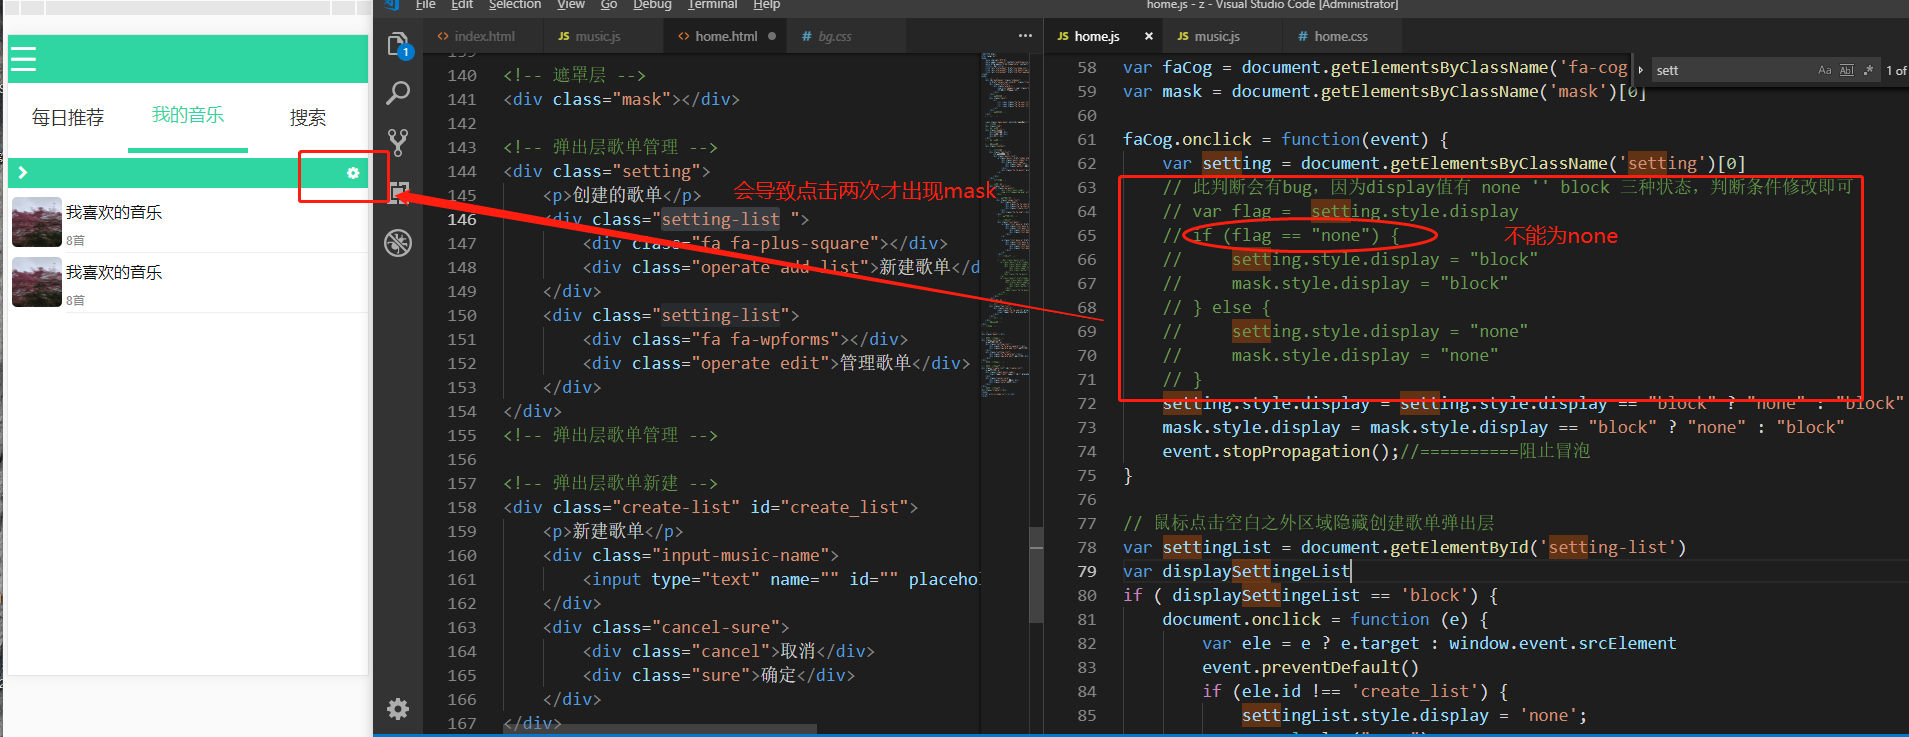 File Edit Selection View Go Debug Terminal Help
home.js - z - Visual Studio Code [Administrator]
每日推荐 我的音乐 搜索
我喜欢的音乐
8首
我喜欢的音乐
8首
1
index.html music.js home.html bg.css
140 <!-- 遮罩层 -->
141 <div class="mask"></div>
142
143 <!-- 弹出层歌单管理 -->
144 <div class="setting">
145 <p>创建的歌单</p>
146 <div class="setting-list ">
147 <div class="fa fa-plus-square"></div>
148 <div class="operate add-list">新建歌单</d
149 </div>
150 <div class="setting-list">
151 <div class="fa fa-wpforms"></div>
152 <div class="operate edit">管理歌单</div>
153 </div>
154 </div>
155 <!-- 弹出层歌单管理 -->
156
157 <!-- 弹出层歌单新建 -->
158 <div class="create-list" id="create_list">
159 <p>新建歌单</p>
160 <div class="input-music-name">
161 <input type="text" name="" id="" placehol
162 </div>
163 <div class="cancel-sure">
164 <div class="cancel">取消</div>
165 <div class="sure">确定</div>
166 </div>
167 </div>
会导致点击两次才出现mask
home.js music.js home.css
sett Aa Abl .* 1 of
58 var faCog = document.getElementsByClassName('fa-cog
59 var mask = document.getElementsByClassName('mask')[0]
60
61 faCog.onclick = function(event) {
62 var setting = document.getElementsByClassName('setting')[0]
63 // 此判断会有bug，因为display值有 none '' block 三种状态，判断条件修改即可
64 // var flag = setting.style.display
65 // if (flag == "none") {
不能为none
66 // setting.style.display = "block"
67 // mask.style.display = "block"
68 // } else {
69 // setting.style.display = "none"
70 // mask.style.display = "none"
71 // }
72 setting.style.display = setting.style.display == "block" ? "none" : "block"
73 mask.style.display = mask.style.display == "block" ? "none" : "block"
74 event.stopPropagation();//==========阻止冒泡
75 }
76
77 // 鼠标点击空白之外区域隐藏创建歌单弹出层
78 var settingList = document.getElementById('setting-list')
79 var displaySettingeList
80 if ( displaySettingeList == 'block') {
81 document.onclick = function (e) {
82 var ele = e ? e.target : window.event.srcElement
83 event.preventDefault()
84 if (ele.id !== 'create_list') {
85 settingList.style.display = 'none';